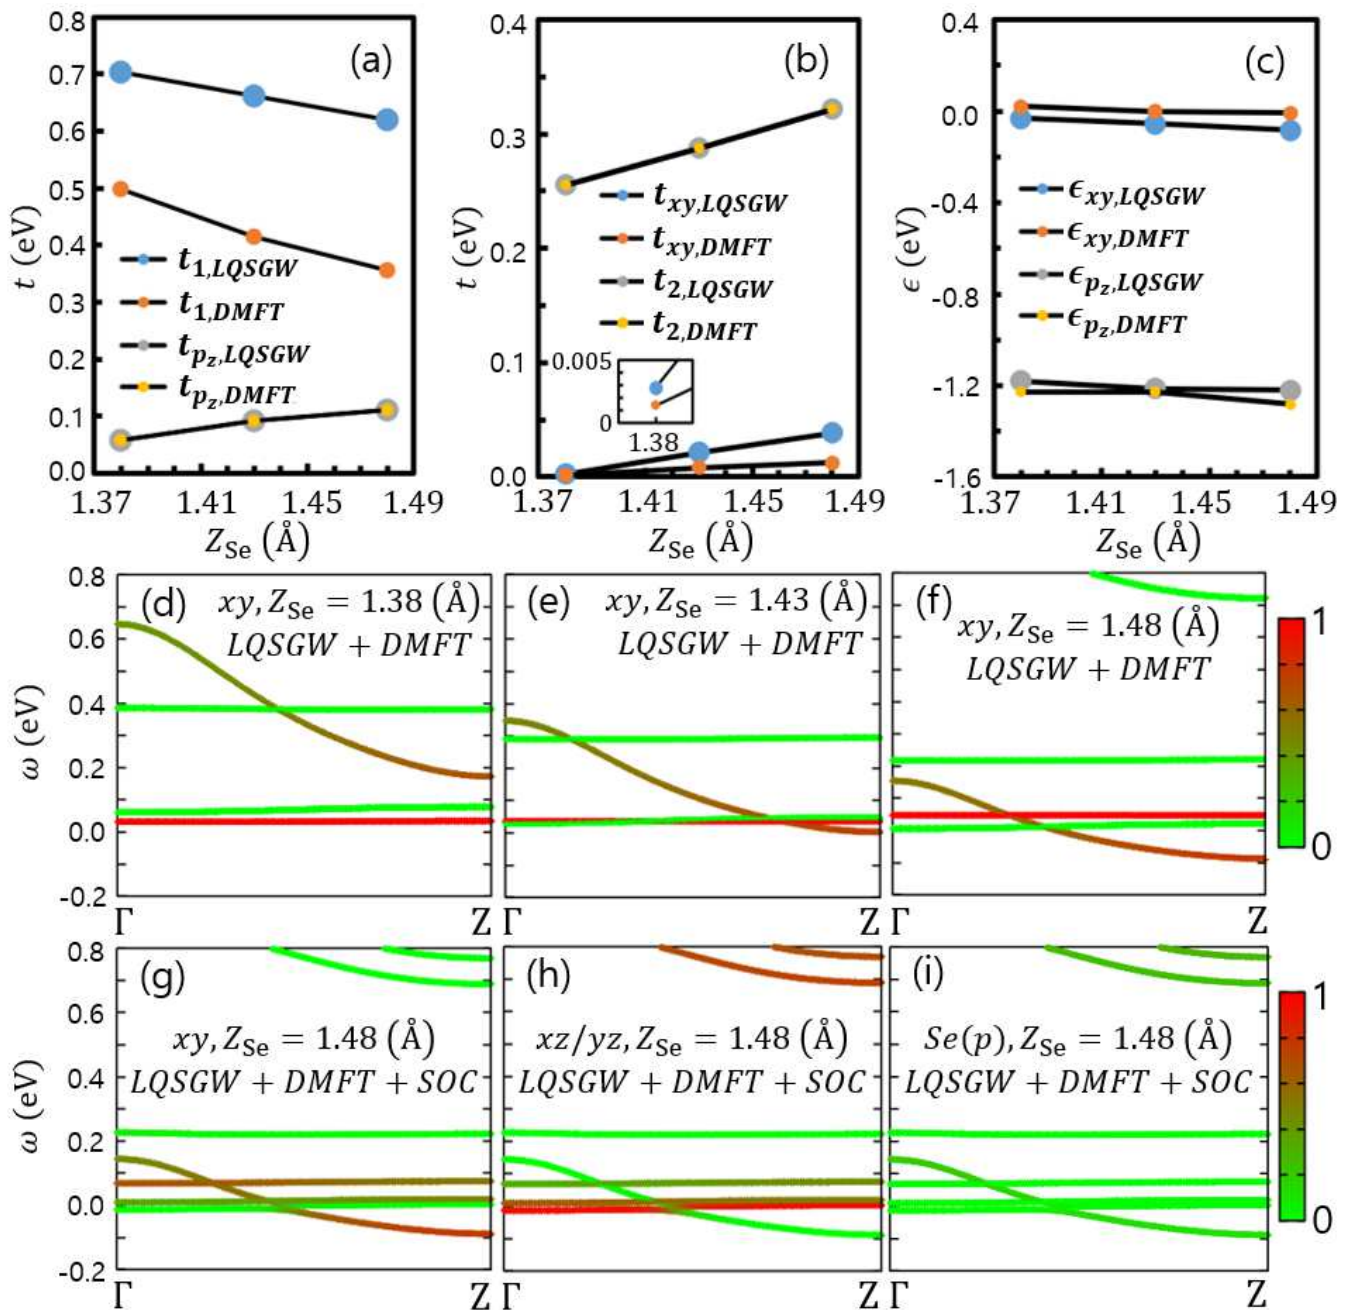 0.8
0.7
0.6
0.5
0.4
0.3
0.2
0.1
0.0
t (eV)
(a)
t1,LQSGW
t1,DMFT
tpz,LQSGW
tpz,DMFT
1.37 1.41 1.45 1.49
ZSe (Å)
0.4
0.3
0.2
0.1
0.0
t (eV)
(b)
txy,LQSGW
txy,DMFT
t2,LQSGW
t2,DMFT
0.005
0
1.38
1.37 1.41 1.45 1.49
ZSe (Å)
0.4
0.0
-0.4
-0.8
-1.2
-1.6
ϵ (eV)
(c)
ϵxy,LQSGW
ϵxy,DMFT
ϵpz,LQSGW
ϵpz,DMFT
1.37 1.41 1.45 1.49
ZSe (Å)
0.8
0.6
0.4
0.2
0.0
-0.2
ω (eV)
(d) xy, ZSe = 1.38 (Å)
LQSGW + DMFT
Γ Z
(e) xy, ZSe = 1.43 (Å)
LQSGW + DMFT
Γ Z
(f)
xy, ZSe = 1.48 (Å)
LQSGW + DMFT
Γ Z
1
0
0.8
0.6
0.4
0.2
0.0
-0.2
ω (eV)
(g)
xy, ZSe = 1.48 (Å)
LQSGW + DMFT + SOC
Γ Z
(h)
xz/yz, ZSe = 1.48 (Å)
LQSGW + DMFT + SOC
Γ Z
(i)
Se(p), ZSe = 1.48 (Å)
LQSGW + DMFT + SOC
Γ Z
1
0